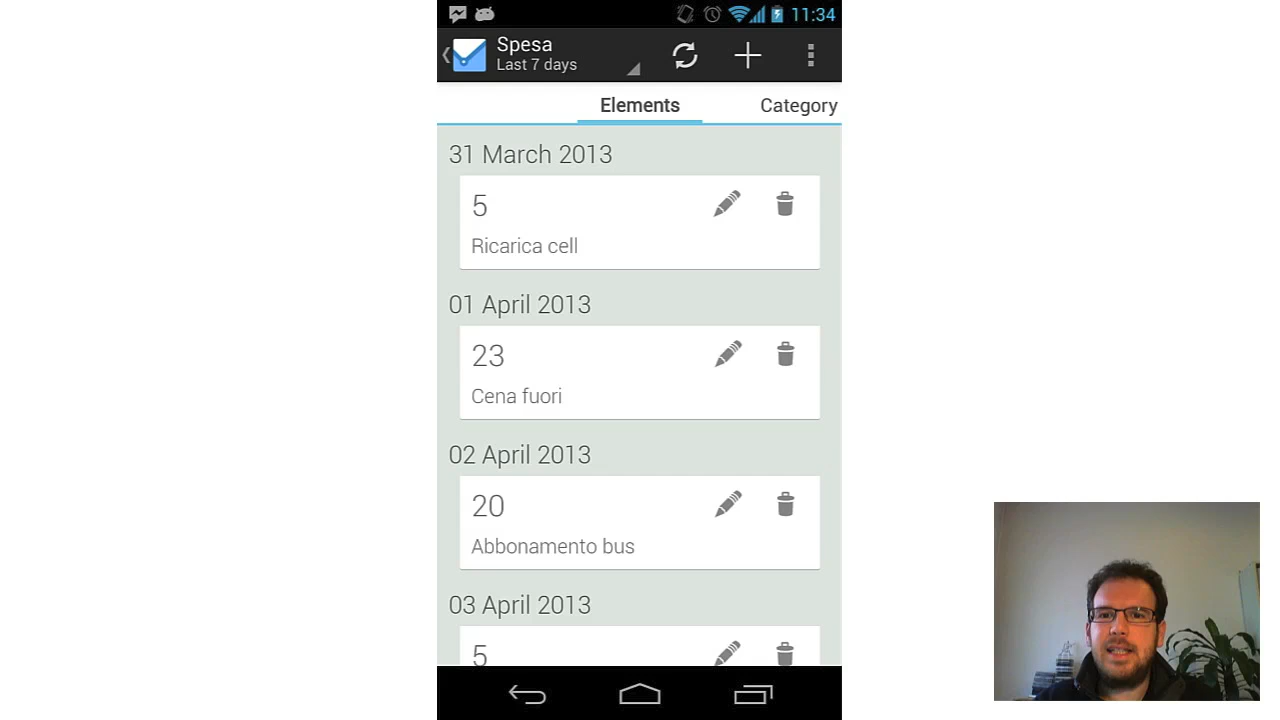 11:34
Spesa
Last 7 days
Elements
Category
31 March 2013
5
Ricarica cell
01 April 2013
23
Cena fuori
02 April 2013
20
Abbonamento bus
03 April 2013
5